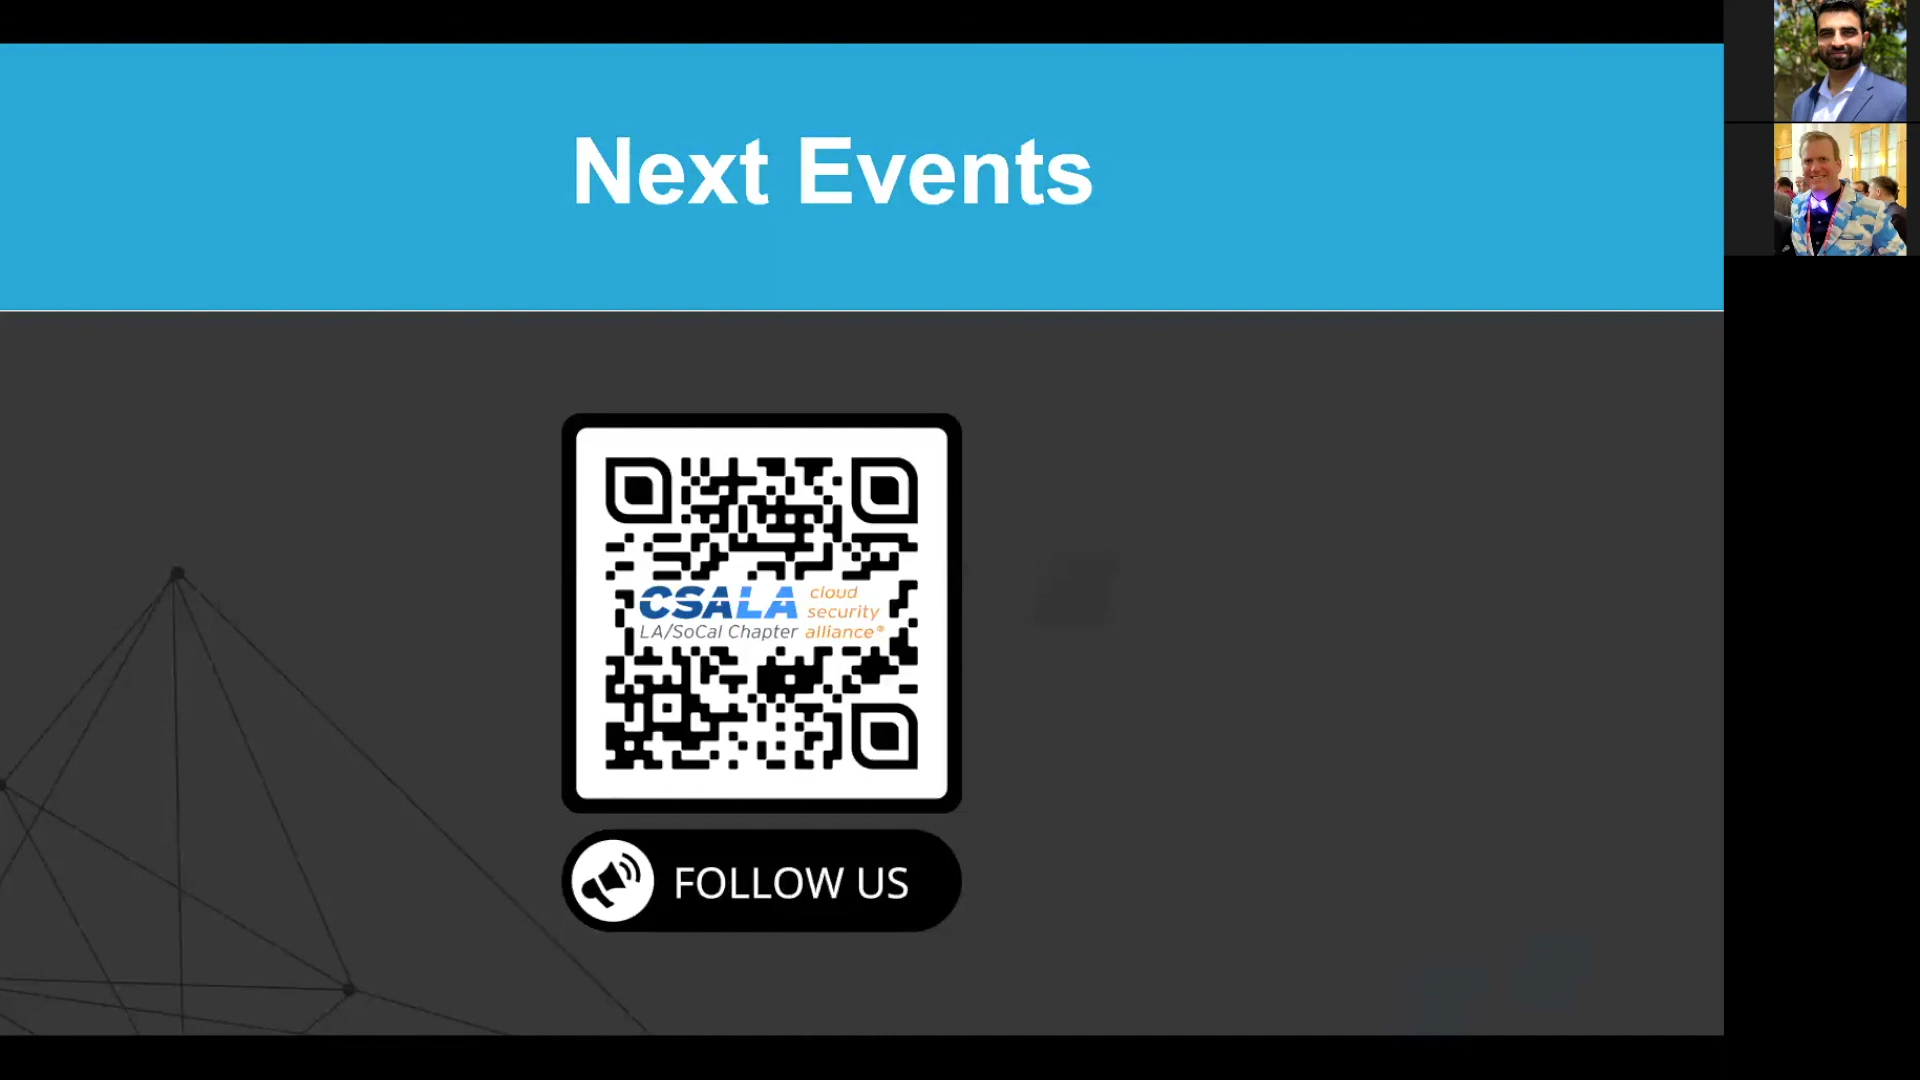 Next Events
CSALA cloud security alliance®
LA/SoCal Chapter
FOLLOW US